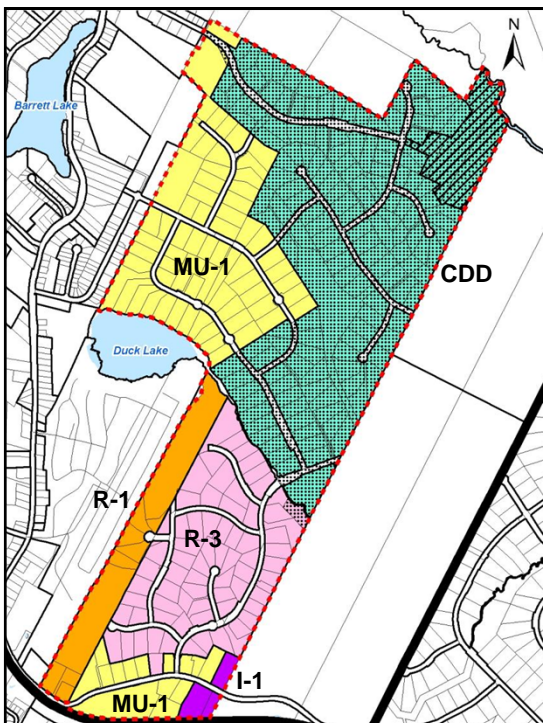 N
Barrett Lake
MU-1
CDD
Duck Lake
R-1
R-3
I-1
MU-1